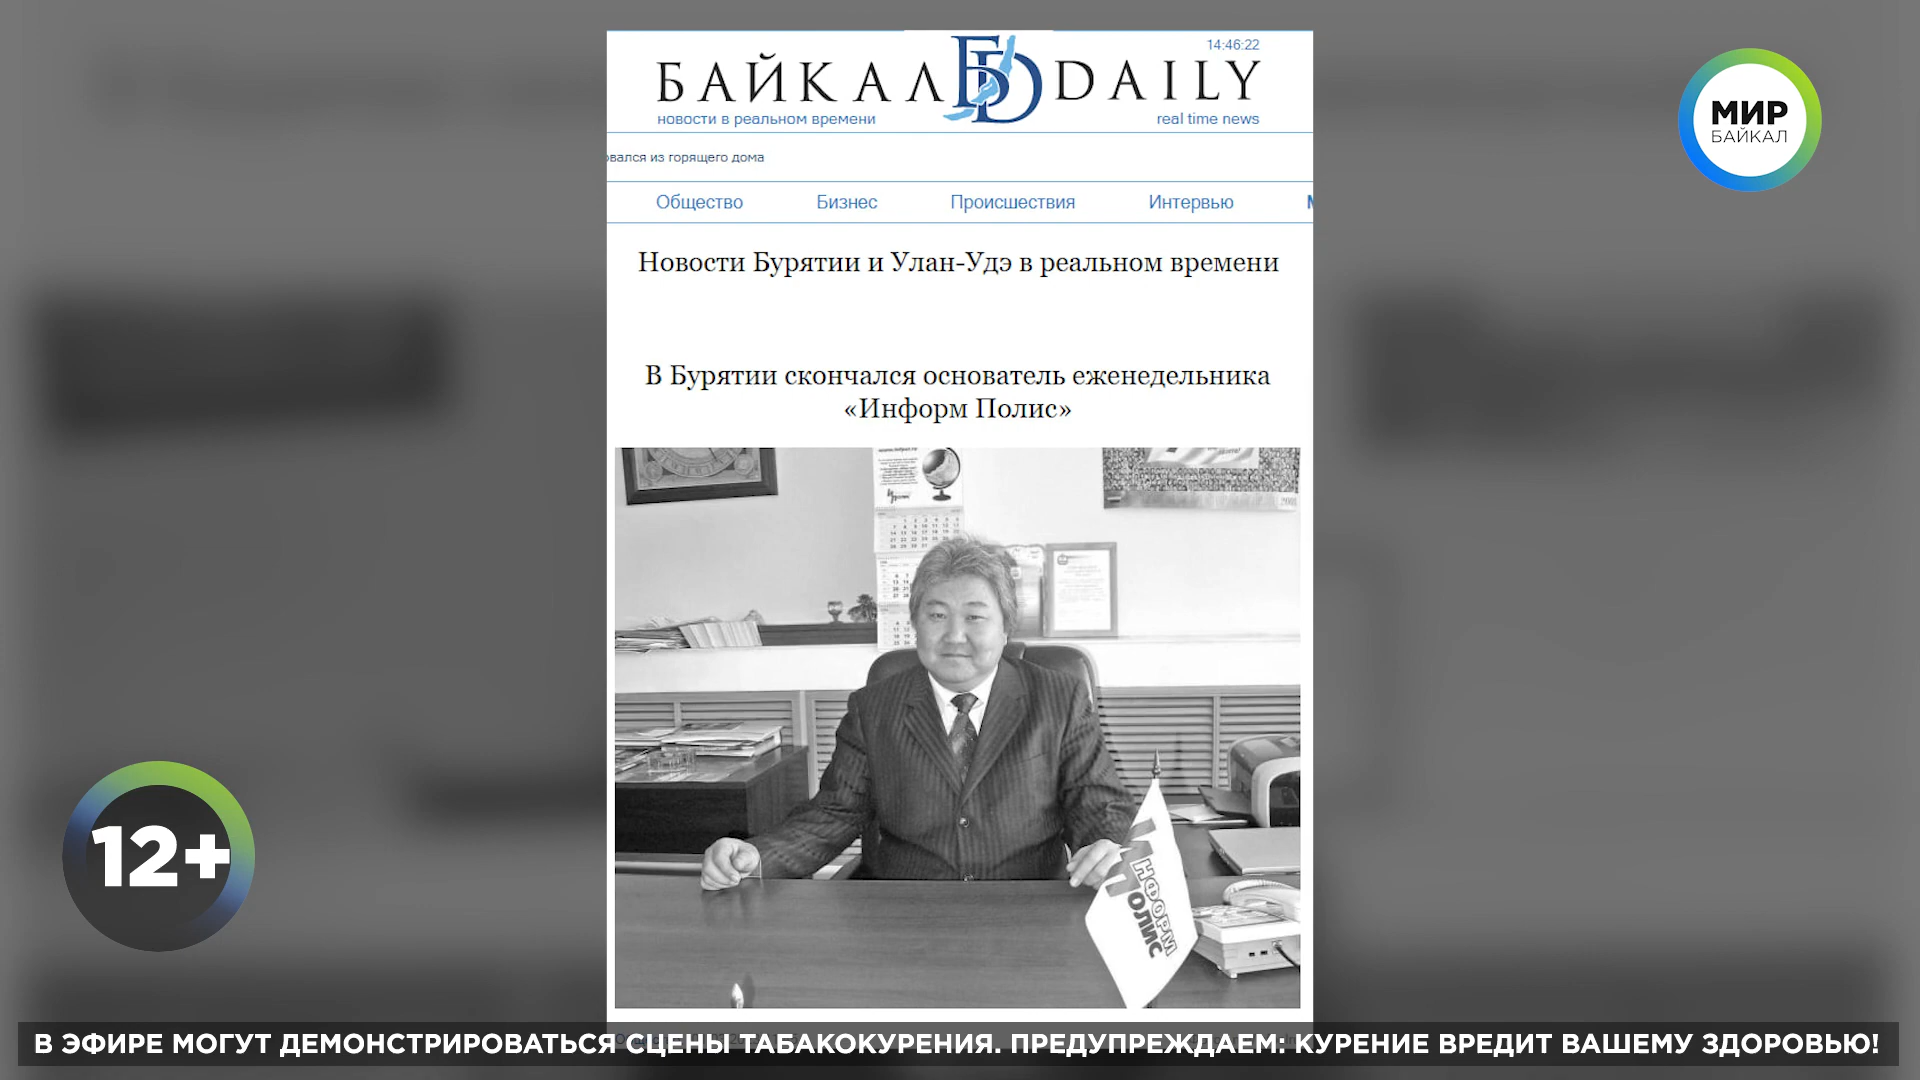 14:46:22
БАЙКАЛ БD DAILY
новости в реальном времени
real time news
МИР
БАЙКАЛ
вался из горящего дома
Общество Бизнес Происшествия Интервью
Новости Бурятии и Улан-Удэ в реальном времени
В Бурятии скончался основатель еженедельника
«Информ Полис»
ИНФОРМ
ПОЛИС
12+
В ЭФИРЕ МОГУТ ДЕМОНСТРИРОВАТЬСЯ СЦЕНЫ ТАБАКОКУРЕНИЯ. ПРЕДУПРЕЖДАЕМ: КУРЕНИЕ ВРЕДИТ ВАШЕМУ ЗДОРОВЬЮ!